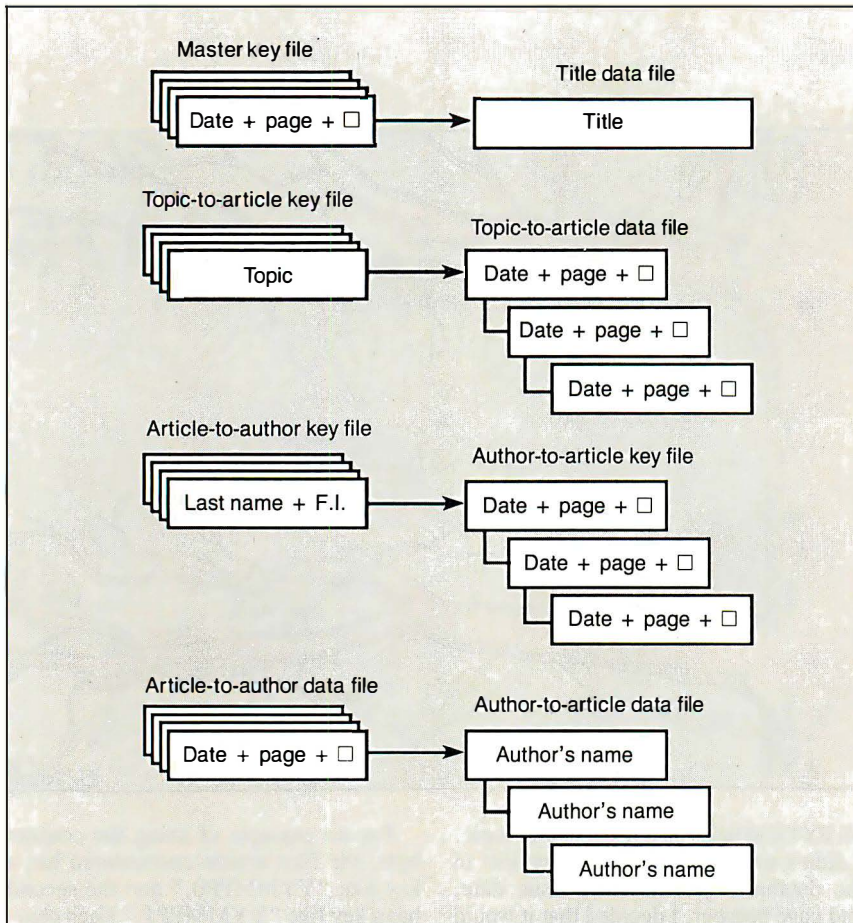 Master key file
Title data file
Date + page + □
Title
Topic-to-article key file
Topic-to-article data file
Topic
Date + page + □
Date + page + □
Date + page + □
Article-to-author key file
Author-to-article key file
Last name + F.I.
Date + page + □
Date + page + □
Date + page + □
Article-to-author data file
Author-to-article data file
Date + page + □
Author's name
Author's name
Author's name